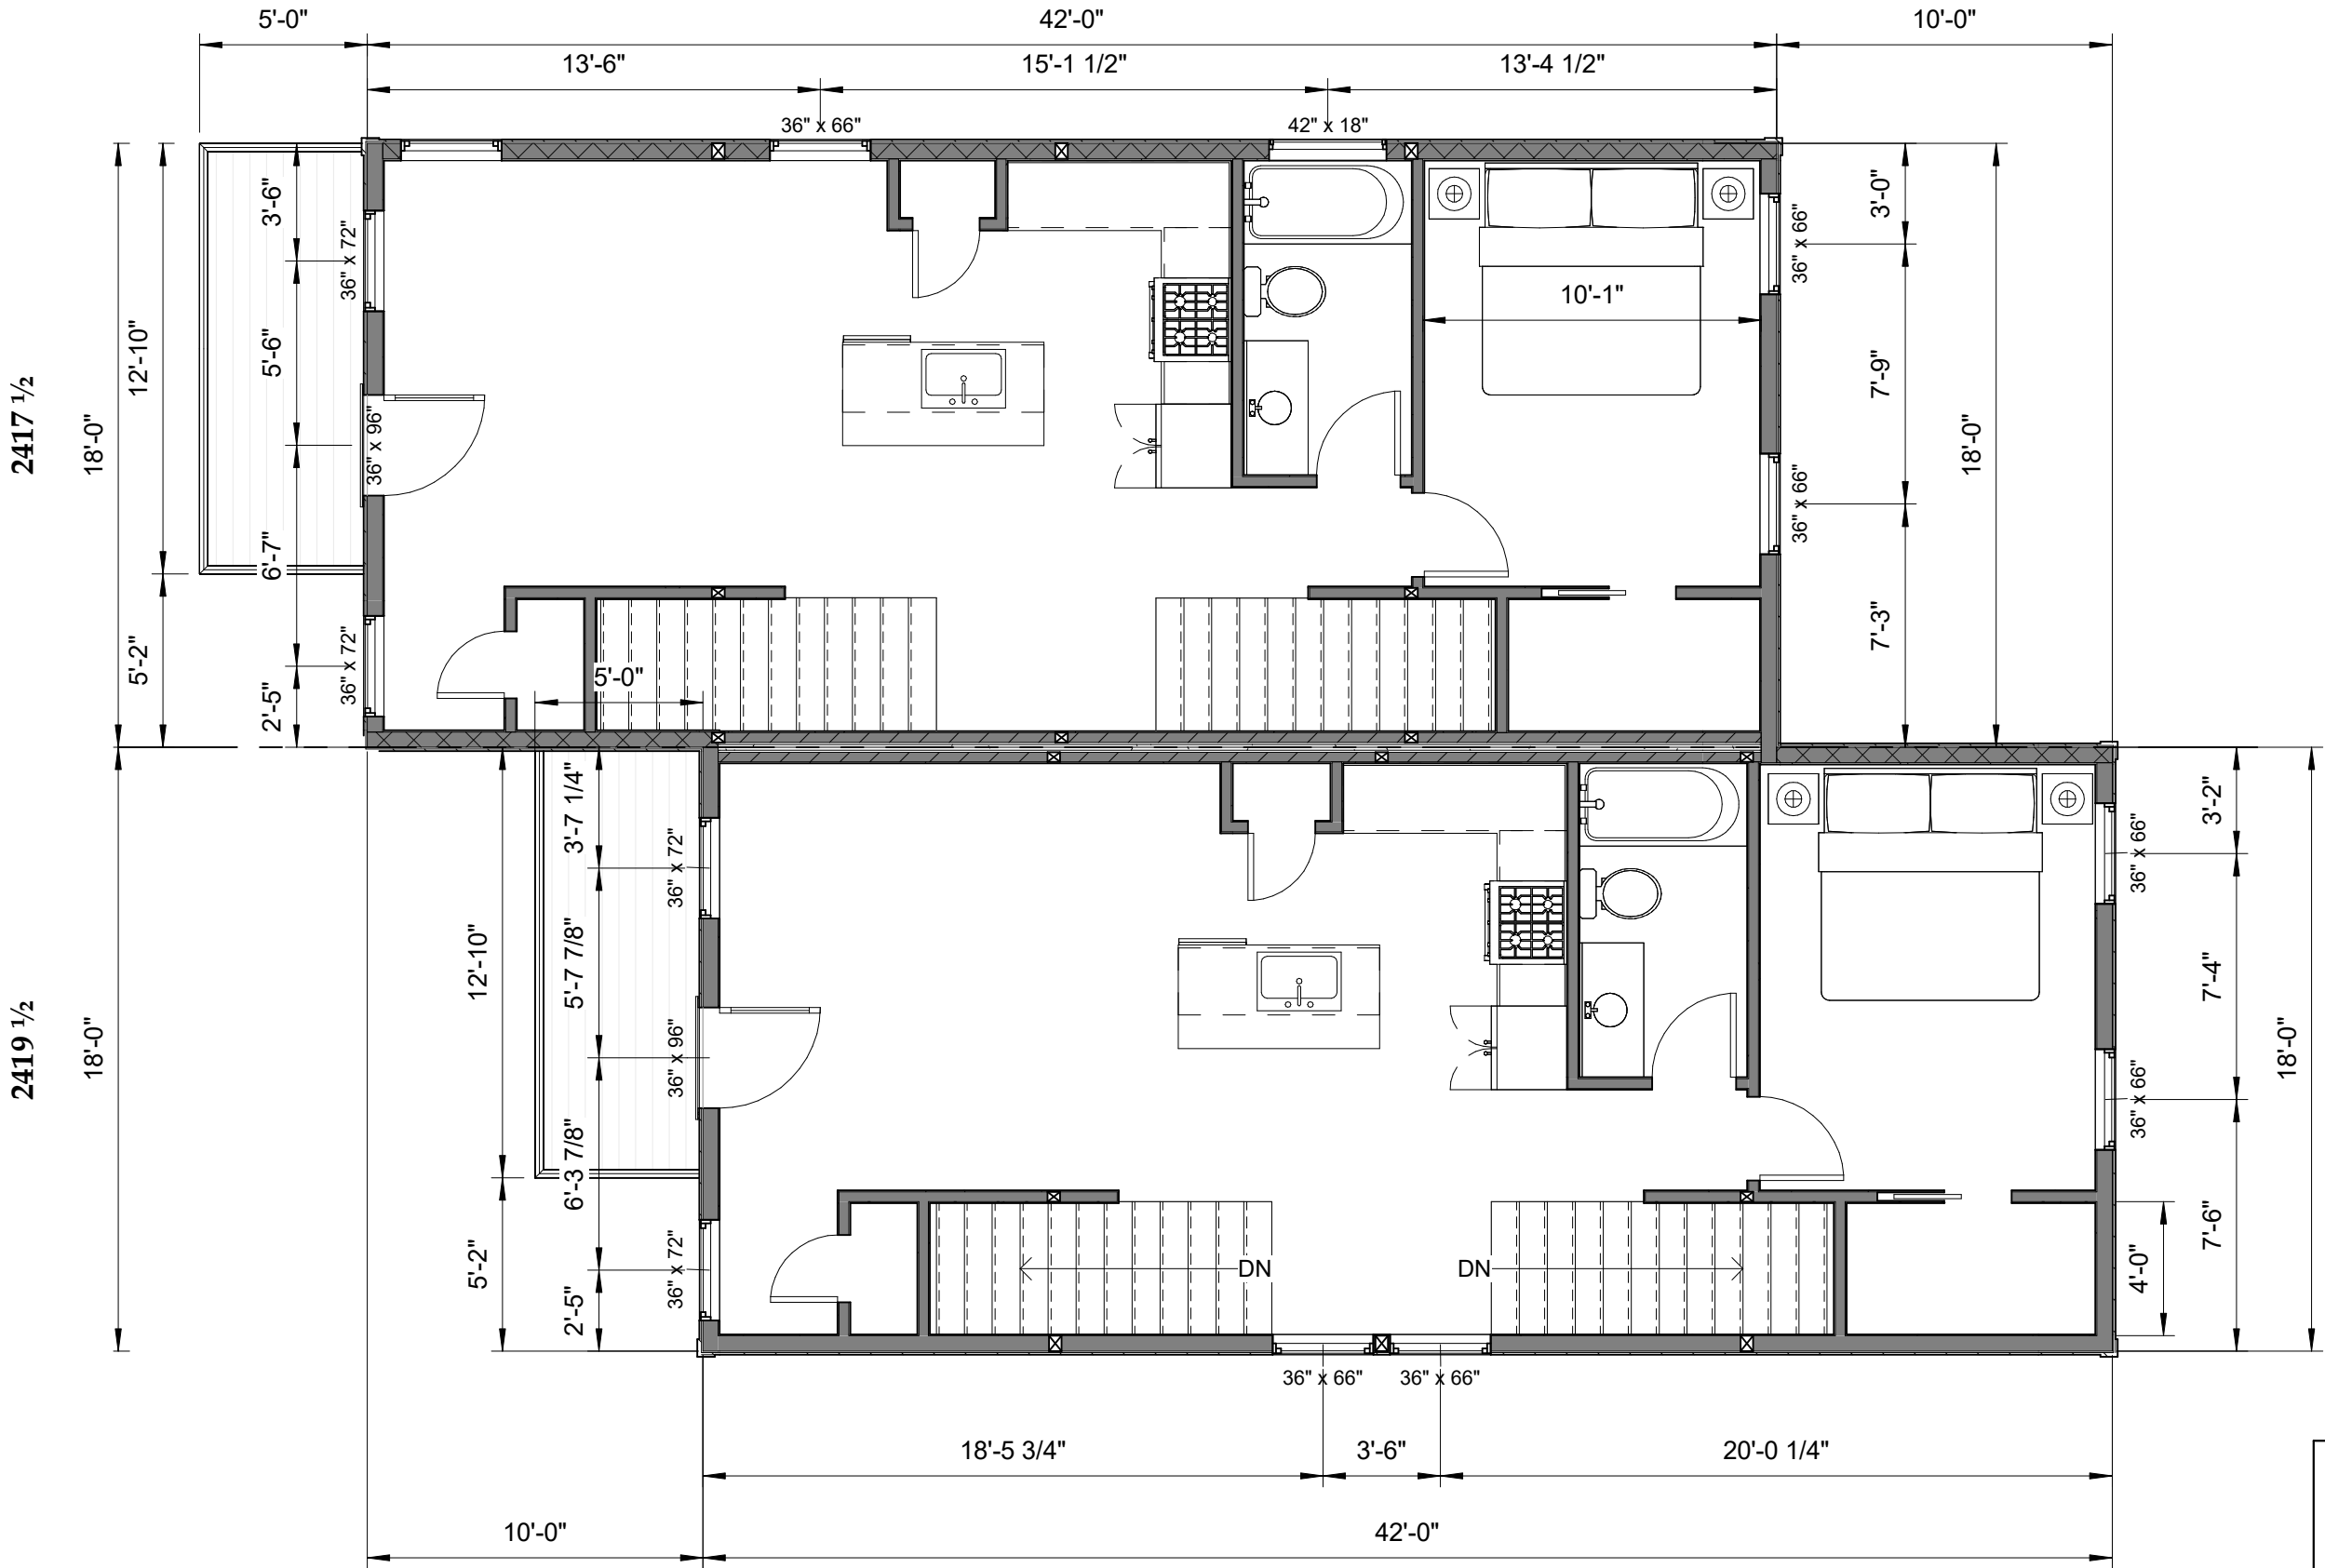 5'-0" 42'-0" 10'-0"
13'-6" 15'-1 1/2" 13'-4 1/2"
36" x 66" 42" x 18"
2417 ½
18'-0"
12'-10"
5'-2"
3'-6"
5'-6"
6'-7"
2'-5"
36" x 72"
36" x 96"
36" x 72"
5'-0"
10'-1"
36" x 66"
36" x 66"
3'-0"
7'-9"
7'-3"
18'-0"
2419 ½
18'-0"
12'-10"
5'-2"
3'-7 1/4"
5'-7 7/8"
6'-3 7/8"
2'-5"
36" x 72"
36" x 96"
36" x 72"
DN DN
36" x 66"
36" x 66"
3'-2"
7'-4"
7'-6"
4'-0"
18'-0"
36" x 66" 36" x 66"
18'-5 3/4" 3'-6" 20'-0 1/4"
10'-0" 42'-0"